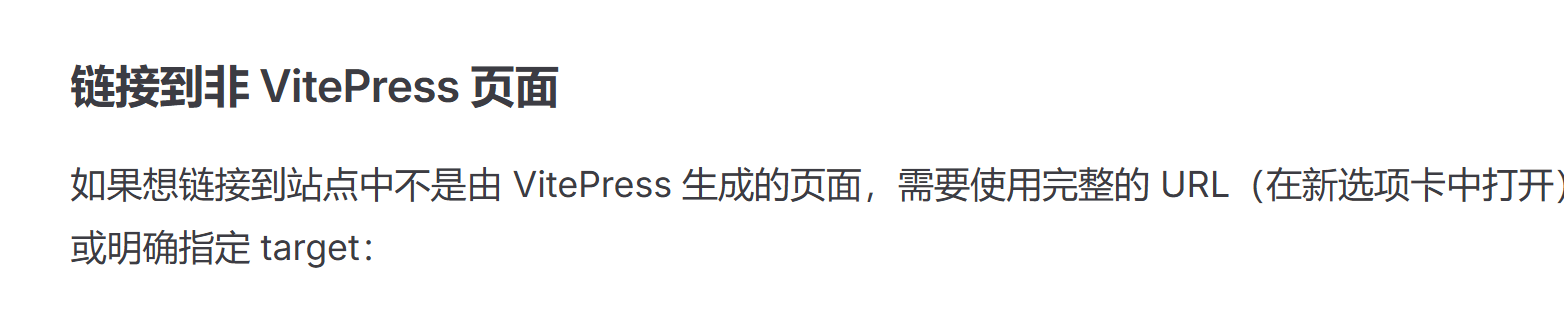 链接到非 VitePress 页面
如果想链接到站点中不是由 VitePress 生成的页面，需要使用完整的 URL（在新选项卡中打开）
或明确指定 target：